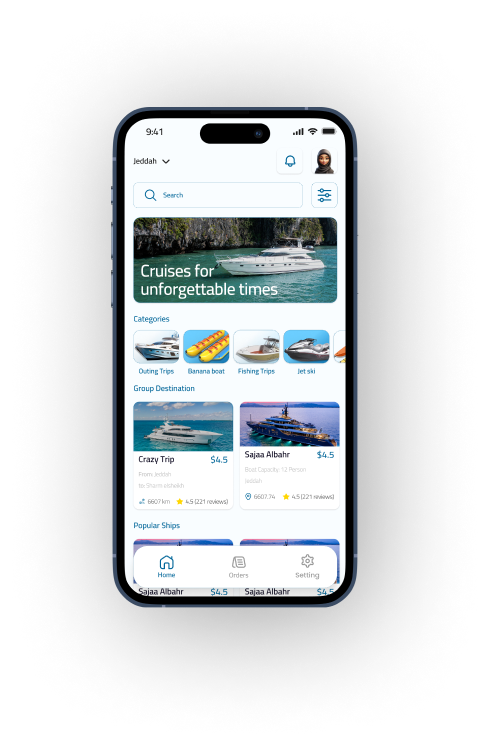 9:41
Jeddah
Search
Cruises for
unforgettable times
Categories
Outing Trips
Banana boat
Fishing Trips
Jet ski
Group Destination
Crazy Trip
$4.5
From: Jeddah
to: Sharm alsheikh
6607 km
4.5 (221 reviews)
Sajaa Albahr
$4.5
Boat Capacity: 12 Person
Jeddah
6607.74
4.5 (221 reviews)
Popular Ships
Home
Orders
Setting
Sajaa Albahr
$4.5
Sajaa Albahr
$4.5